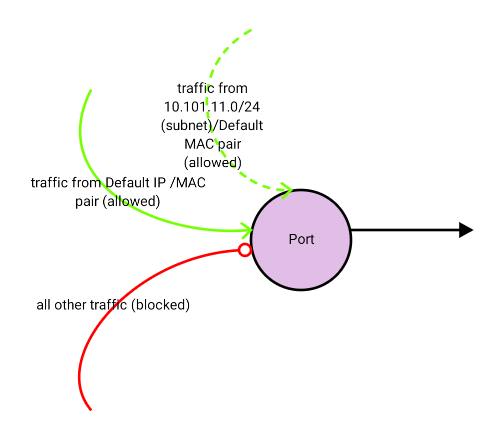 traffic from
10.101.11.0/24
(subnet)/Default
MAC pair
(allowed)
traffic from Default IP /MAC
pair (allowed)
Port
all other traffic (blocked)